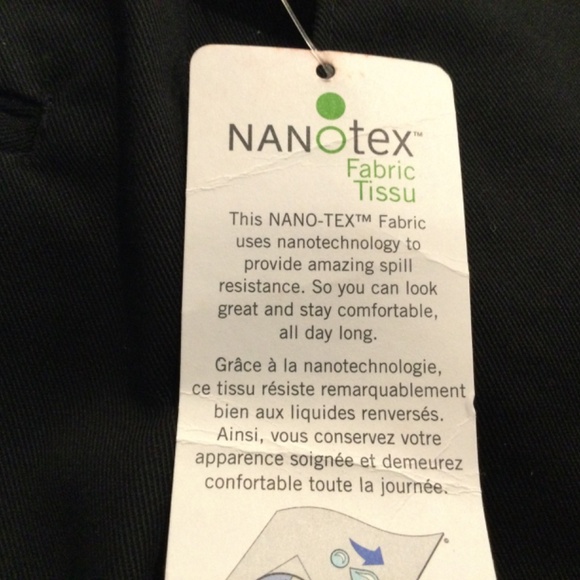 NANOtex™
Fabric
Tissu
This NANO-TEX™ Fabric
uses nanotechnology to
provide amazing spill
resistance. So you can look
great and stay comfortable,
all day long.
Grâce à la nanotechnologie,
ce tissu résiste remarquablement
bien aux liquides renversés.
Ainsi, vous conservez votre
apparence soignée et demeurez
confortable toute la journée.